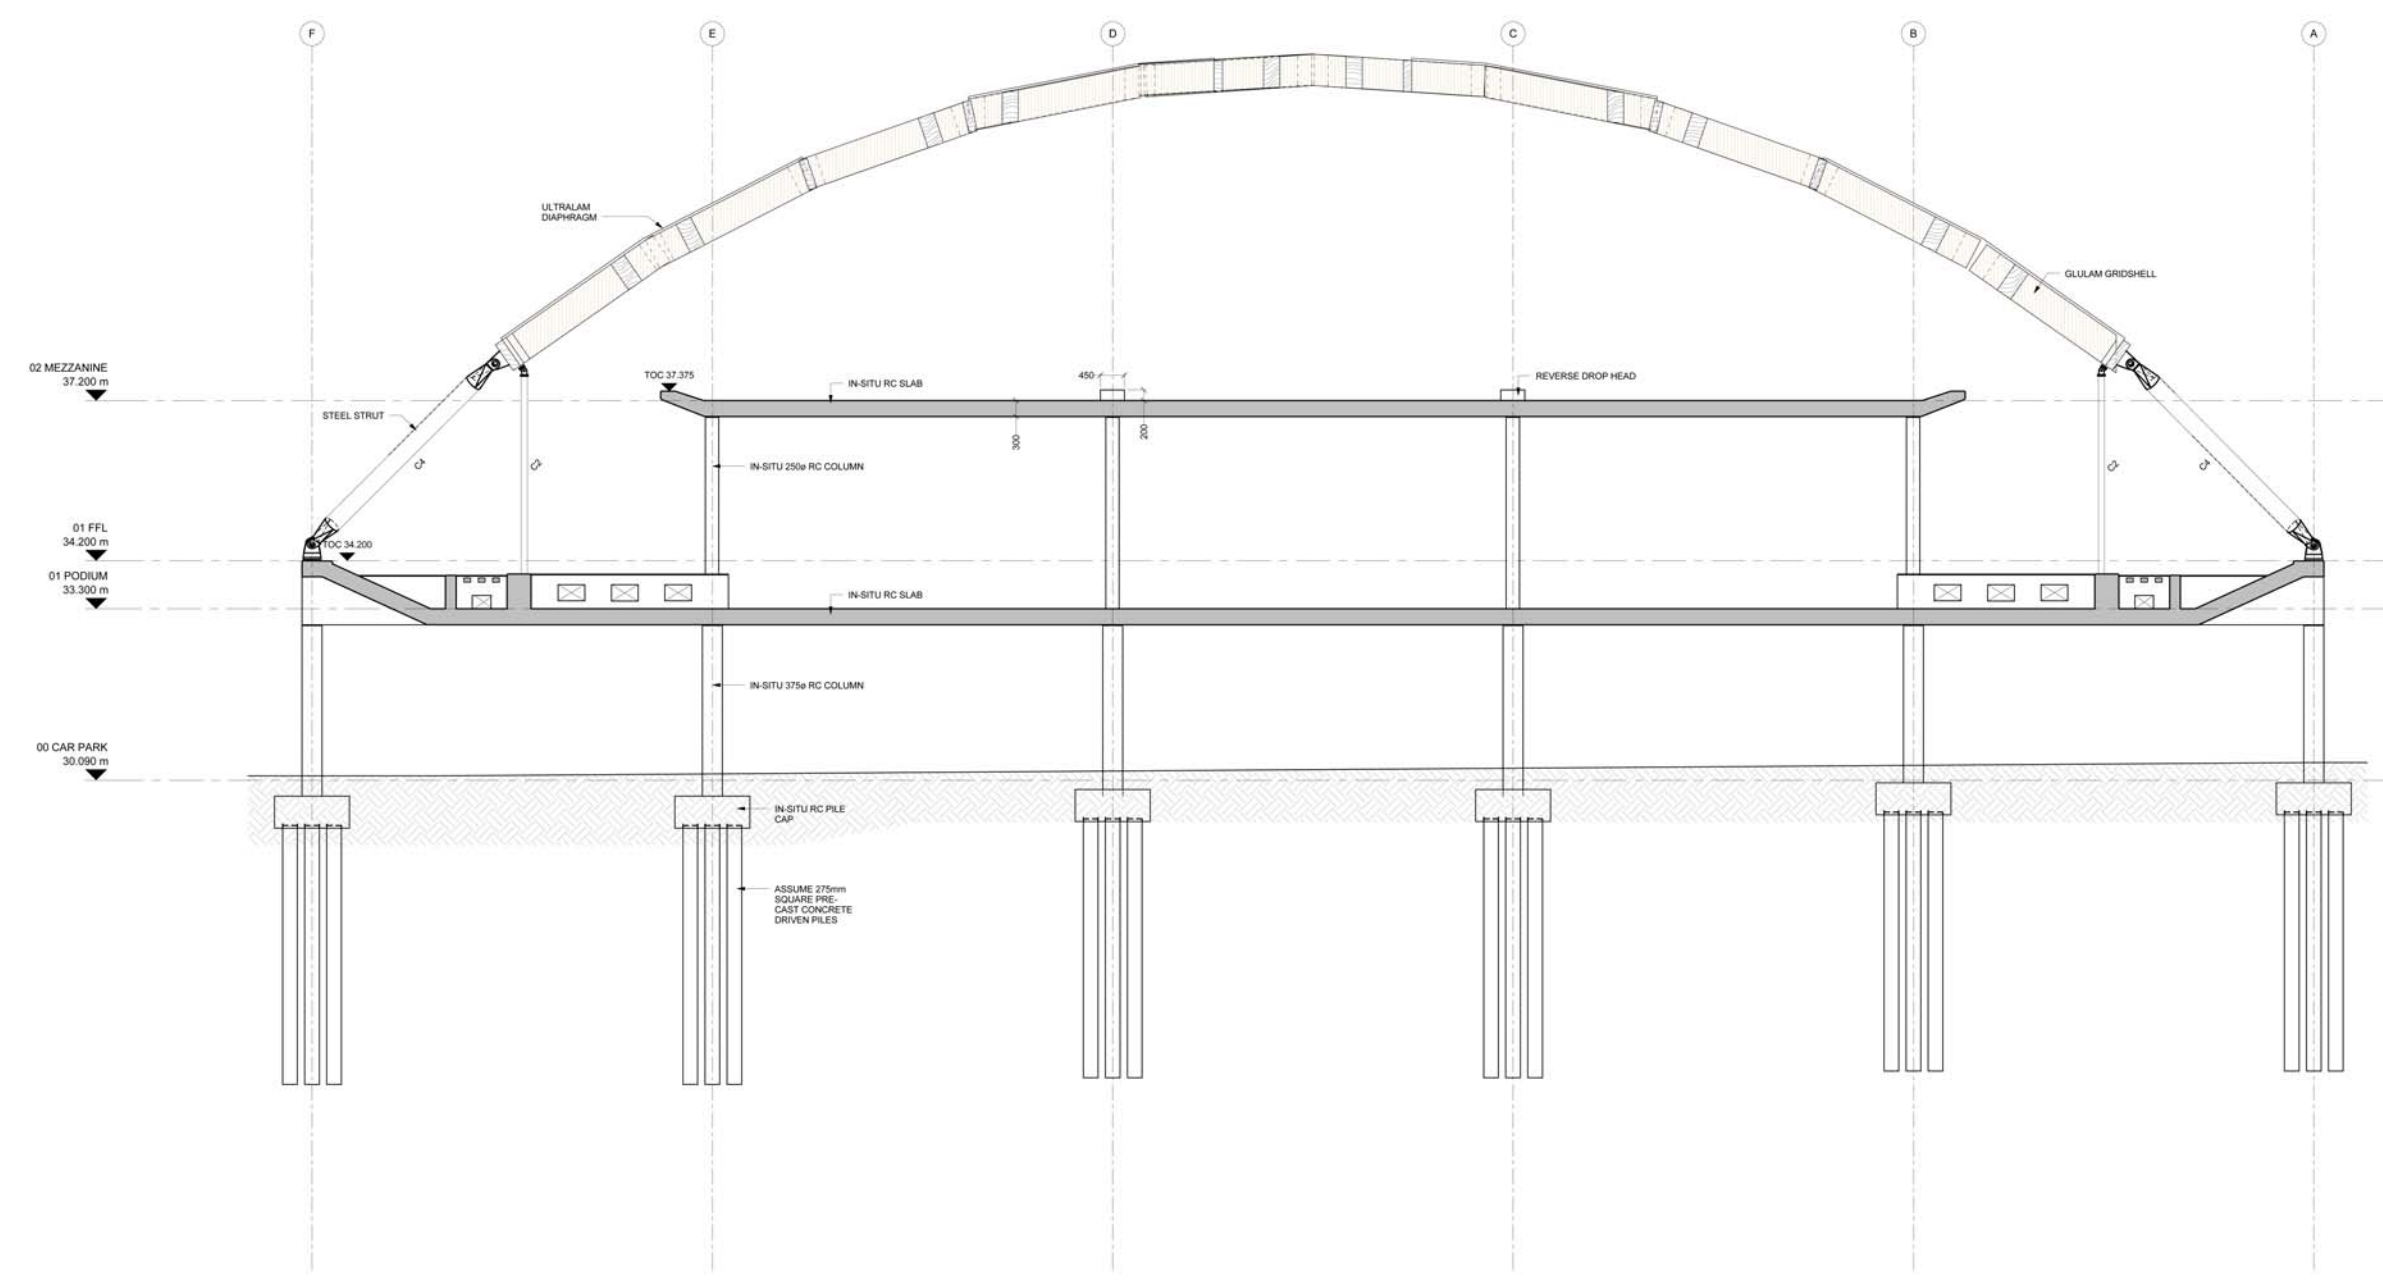 F
E
D
C
B
A
ULTRALAM
DIAPHRAGM
GLULAM GRIDSHELL
02 MEZZANINE
37.200 m
TOC 37.375
IN-SITU RC SLAB
450
REVERSE DROP HEAD
STEEL STRUT
300
200
C4
C2
IN-SITU 250ø RC COLUMN
C2
C4
01 FFL
34.200 m
TOC 34.200
01 PODIUM
33.300 m
IN-SITU RC SLAB
IN-SITU 375ø RC COLUMN
00 CAR PARK
30.090 m
IN-SITU RC PILE
CAP
ASSUME 275mm
SQUARE PRE-
CAST CONCRETE
DRIVEN PILES